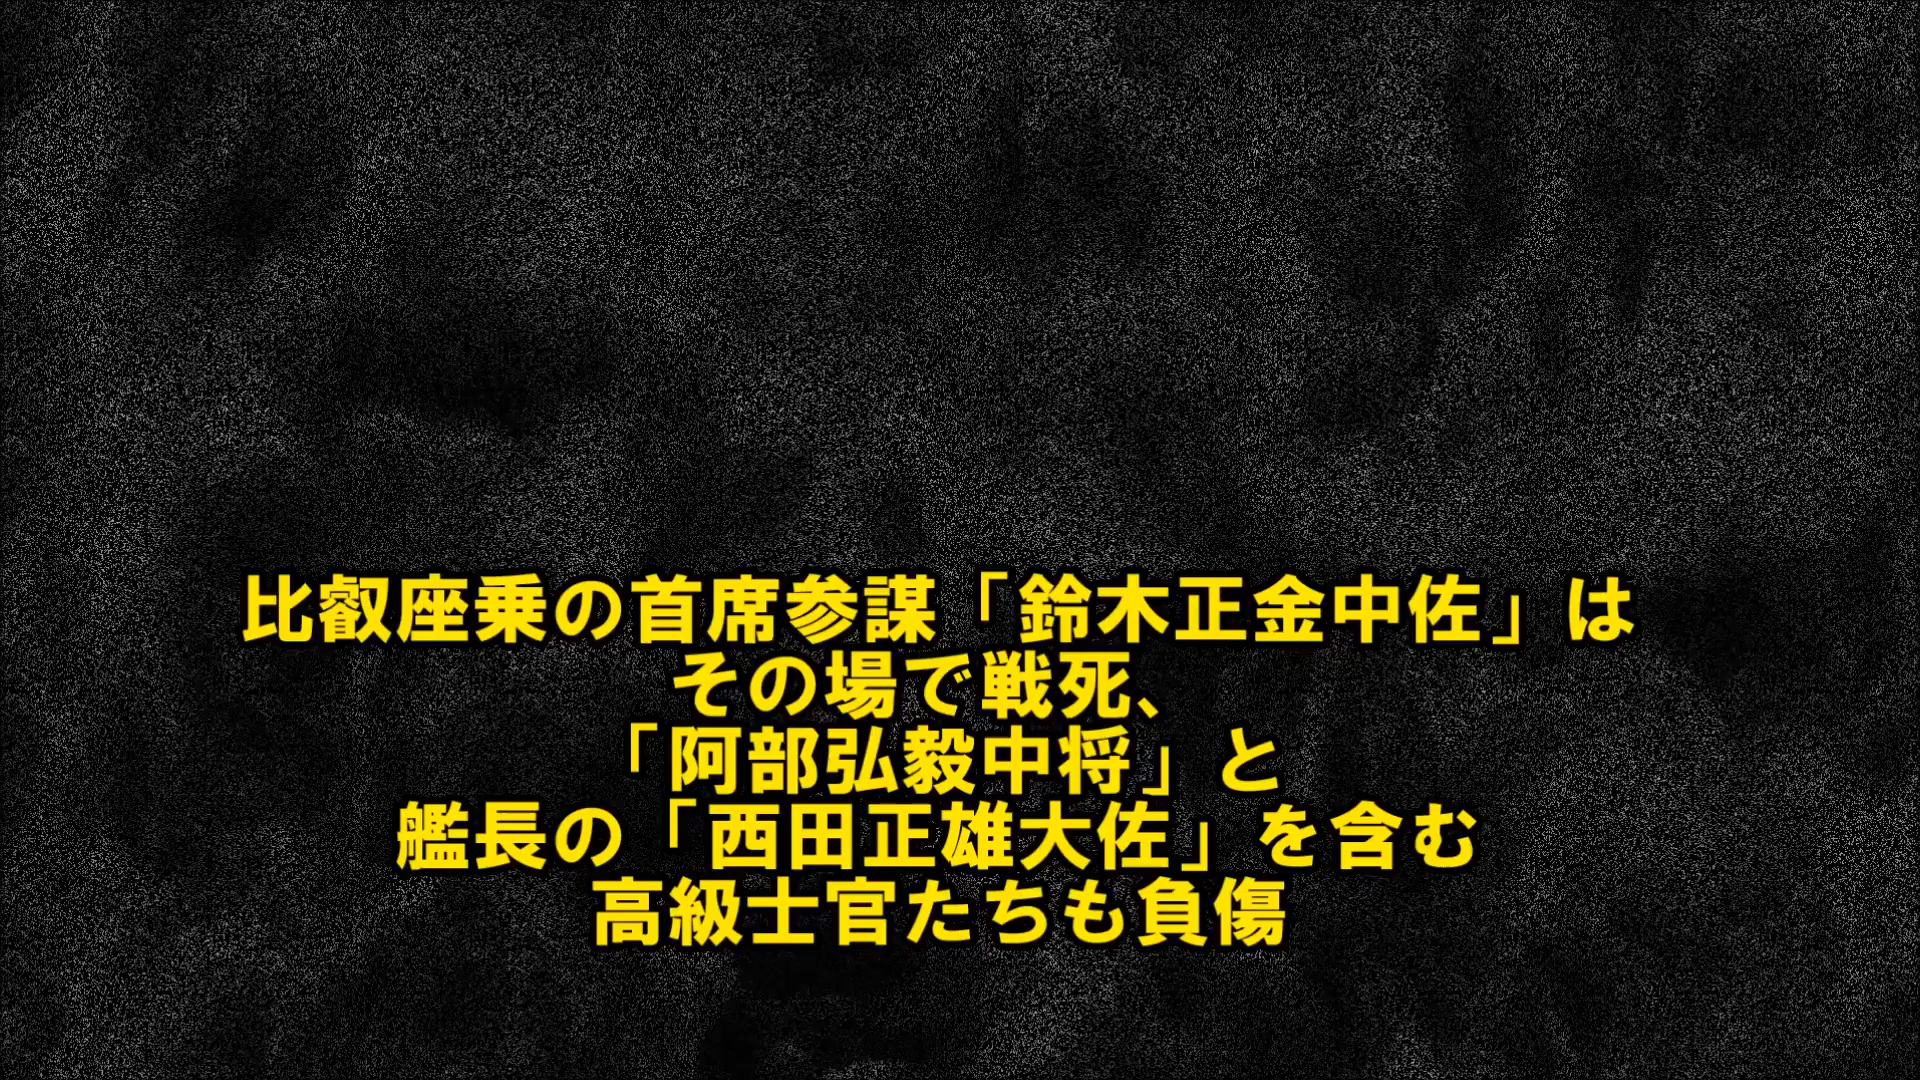 比叡座乗の首席参謀「鈴木正金中佐」は
その場で戦死、
「阿部弘毅中将」と
艦長の「西田正雄大佐」を含む
高級士官たちも負傷